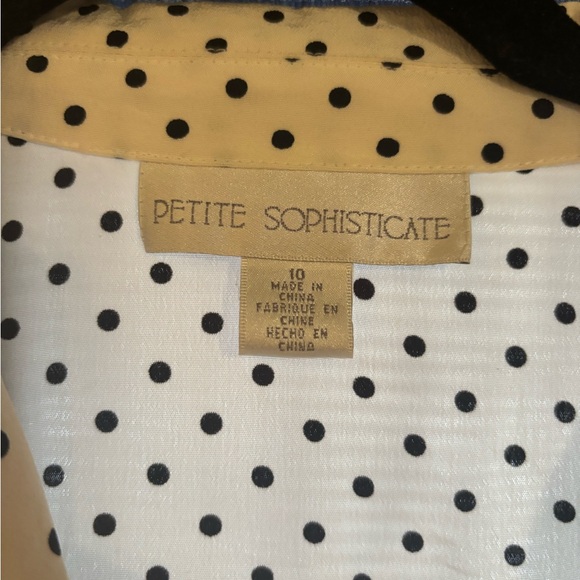 PETITE SOPHISTICATE
10
MADE IN
CHINA
FABRIQUE EN
CHINE
HECHO EN
CHINA